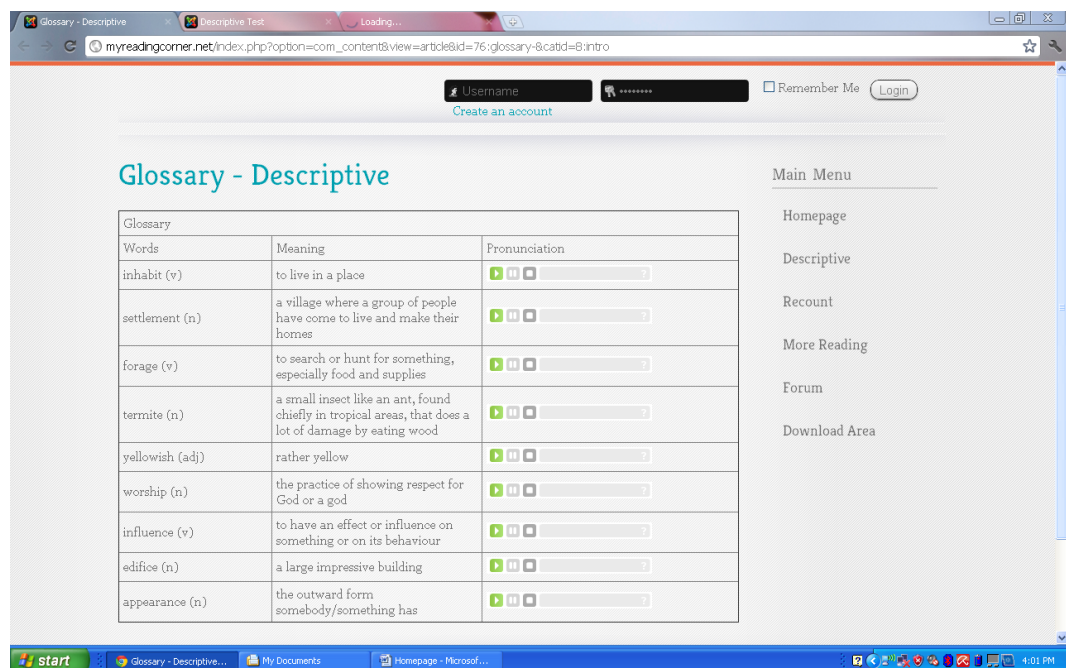 Glossary - Descriptive
Descriptive Test
Loading...
myreadingcorner.net/index.php?option=com_content&view=article&id=76:glossary-&catid=8:intro
Username
Remember Me
Login
Create an account
Glossary - Descriptive
Main Menu
Homepage
Descriptive
Recount
More Reading
Forum
Download Area
Glossary
Words Meaning Pronunciation
inhabit (v) to live in a place
settlement (n) a village where a group of people
have come to live and make their
homes
forage (v) to search or hunt for something,
especially food and supplies
termite (n) a small insect like an ant, found
chiefly in tropical areas, that does a
lot of damage by eating wood
yellowish (adj) rather yellow
worship (n) the practice of showing respect for
God or a god
influence (v) to have an effect or influence on
something or on its behaviour
edifice (n) a large impressive building
appearance (n) the outward form
somebody/something has
start
Glossary - Descriptive...
My Documents
Homepage - Microsof...
4:01 PM